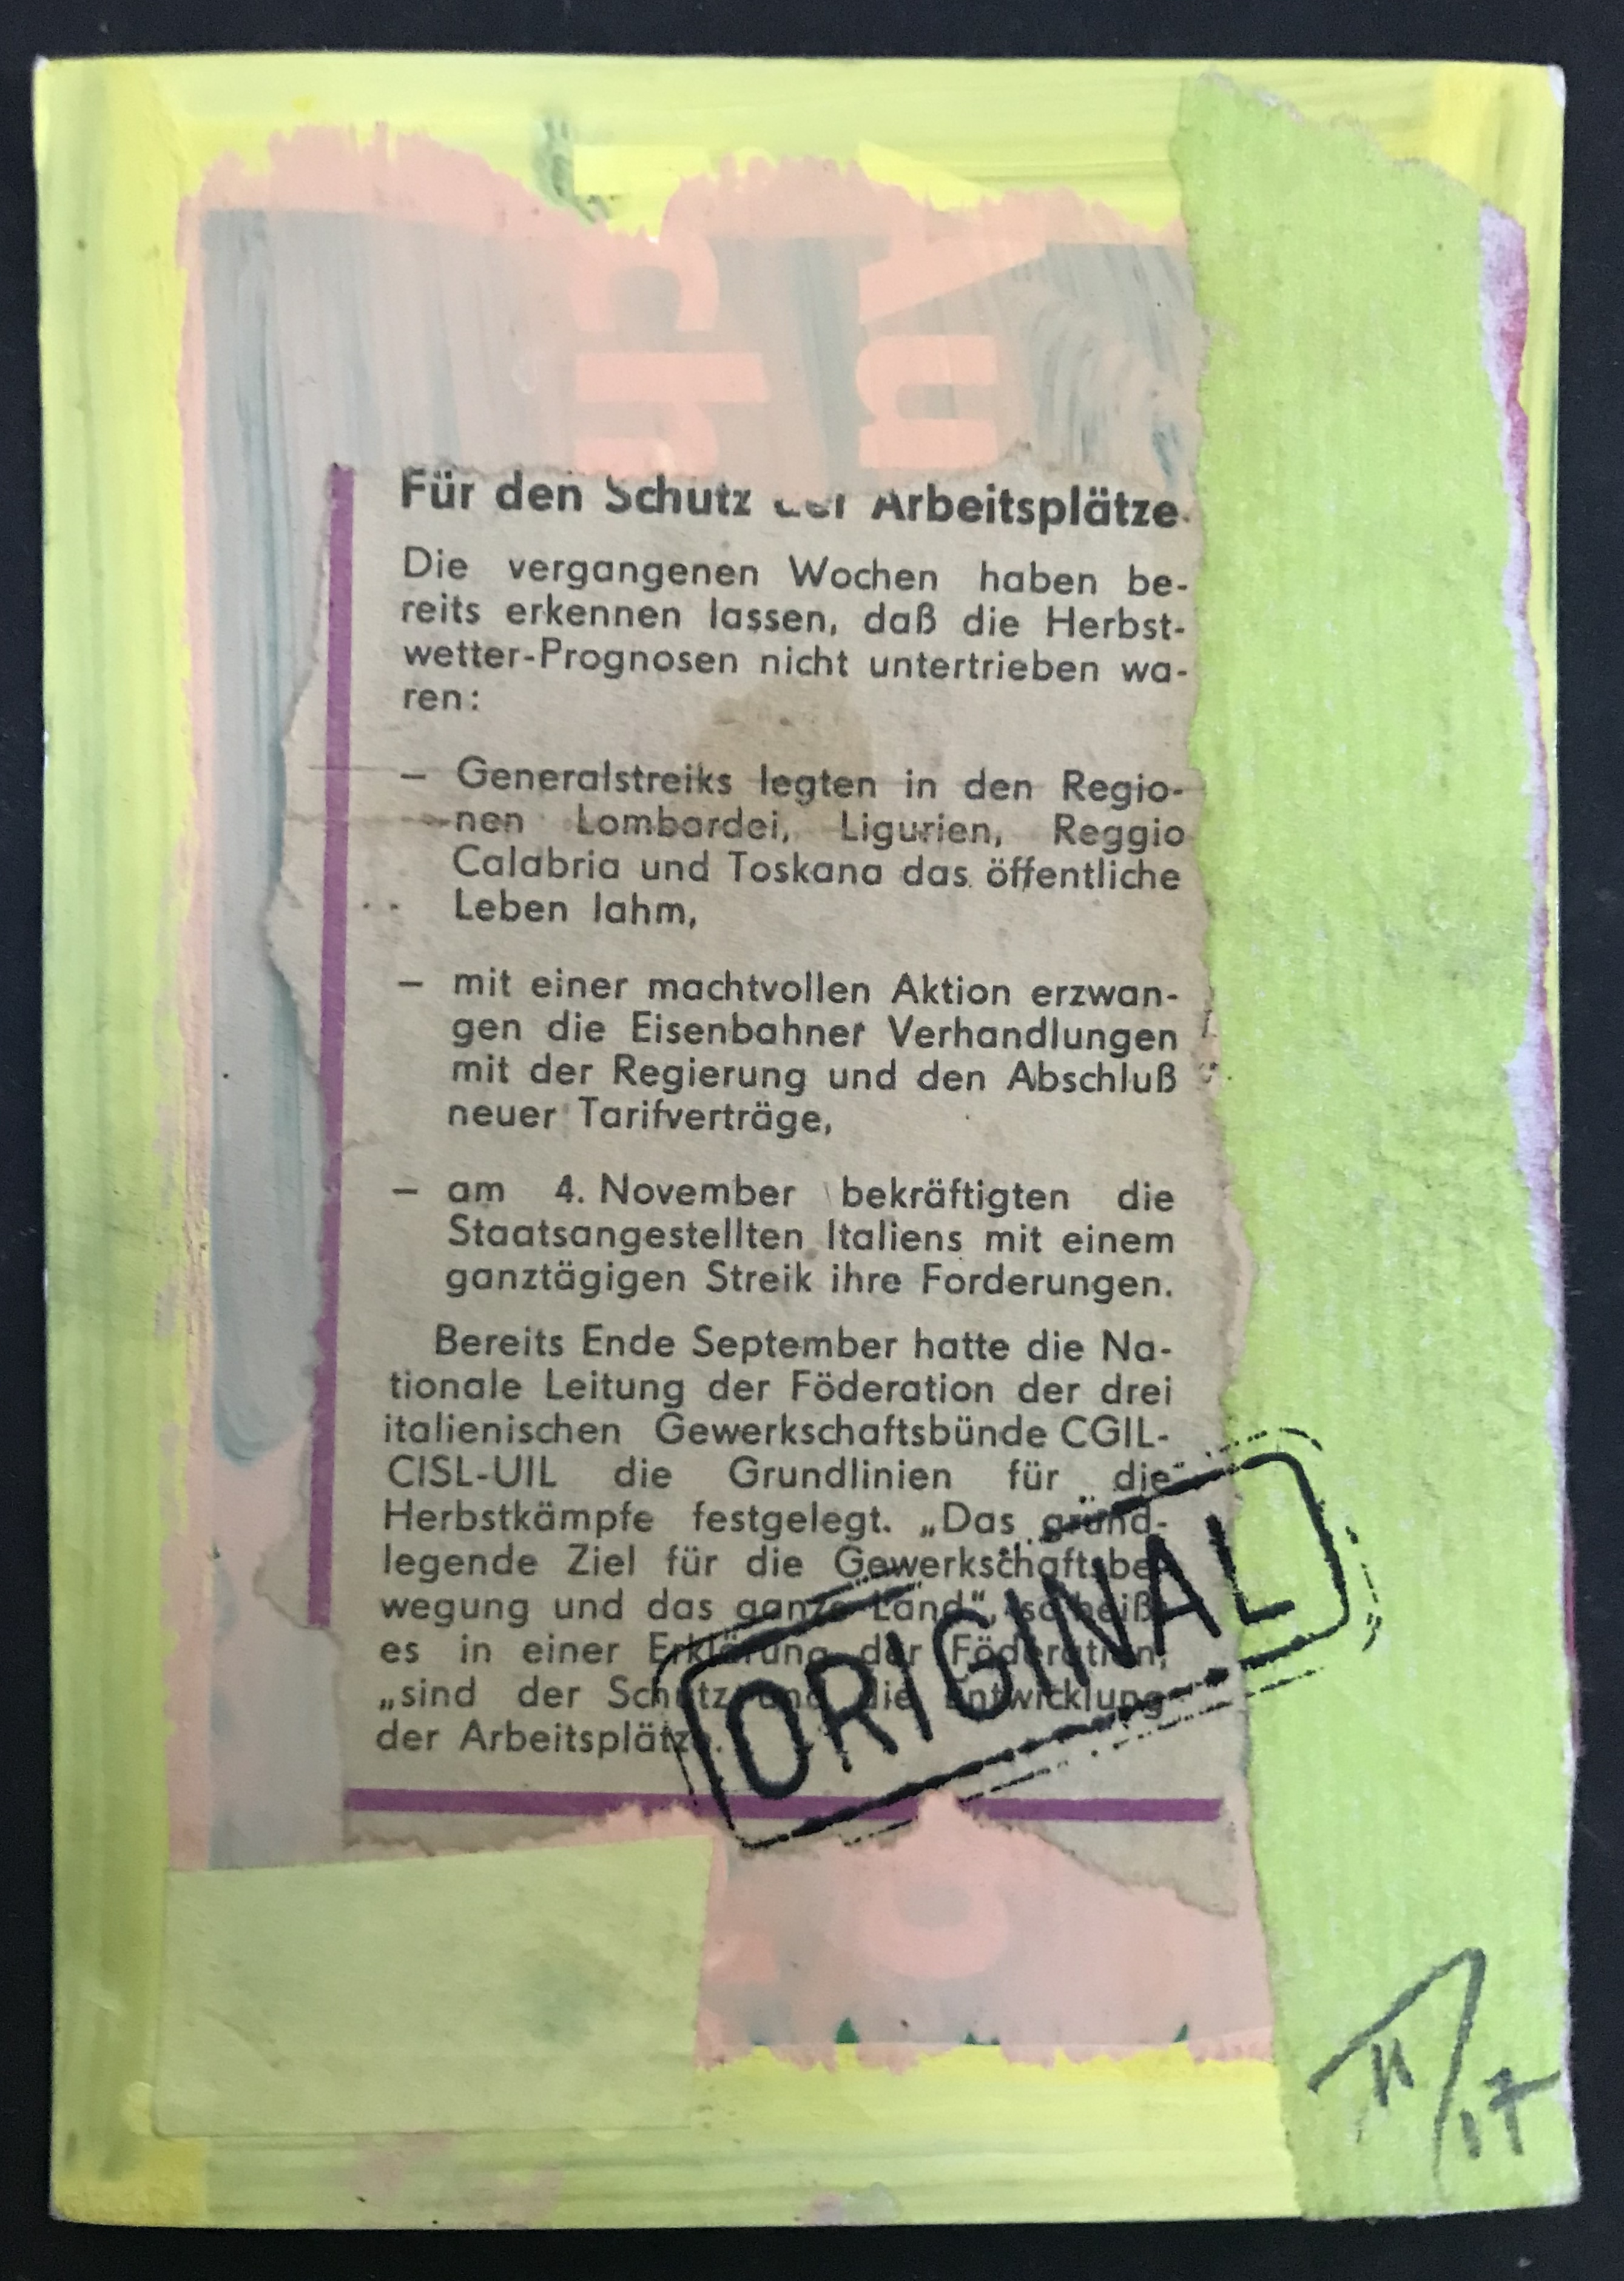 Für den Schutz der Arbeitsplätze
Die vergangenen Wochen haben be-
reits erkennen lassen, daß die Herbst-
wetter-Prognosen nicht untertrieben wa-
ren:
– Generalstreiks legten in den Regio-
nen Lombardei, Ligurien, Reggio
Calabria und Toskana das öffentliche
Leben lahm,
– mit einer machtvollen Aktion erzwan-
gen die Eisenbahner Verhandlungen
mit der Regierung und den Abschluß
neuer Tarifverträge,
– am 4. November bekräftigten die
Staatsangestellten Italiens mit einem
ganztägigen Streik ihre Forderungen.
Bereits Ende September hatte die Na-
tionale Leitung der Föderation der drei
italienischen Gewerkschaftsbünde CGIL-
CISL-UIL die Grundlinien für die
Herbstkämpfe festgelegt. „Das grund-
legende Ziel für die Gewerkschaftsbe-
wegung und das ganze Land“, so heißt
es in einer Erklärung der Föderation,
„sind der Schutz und die Entwicklung
der Arbeitsplätze.
ORIGINAL
17